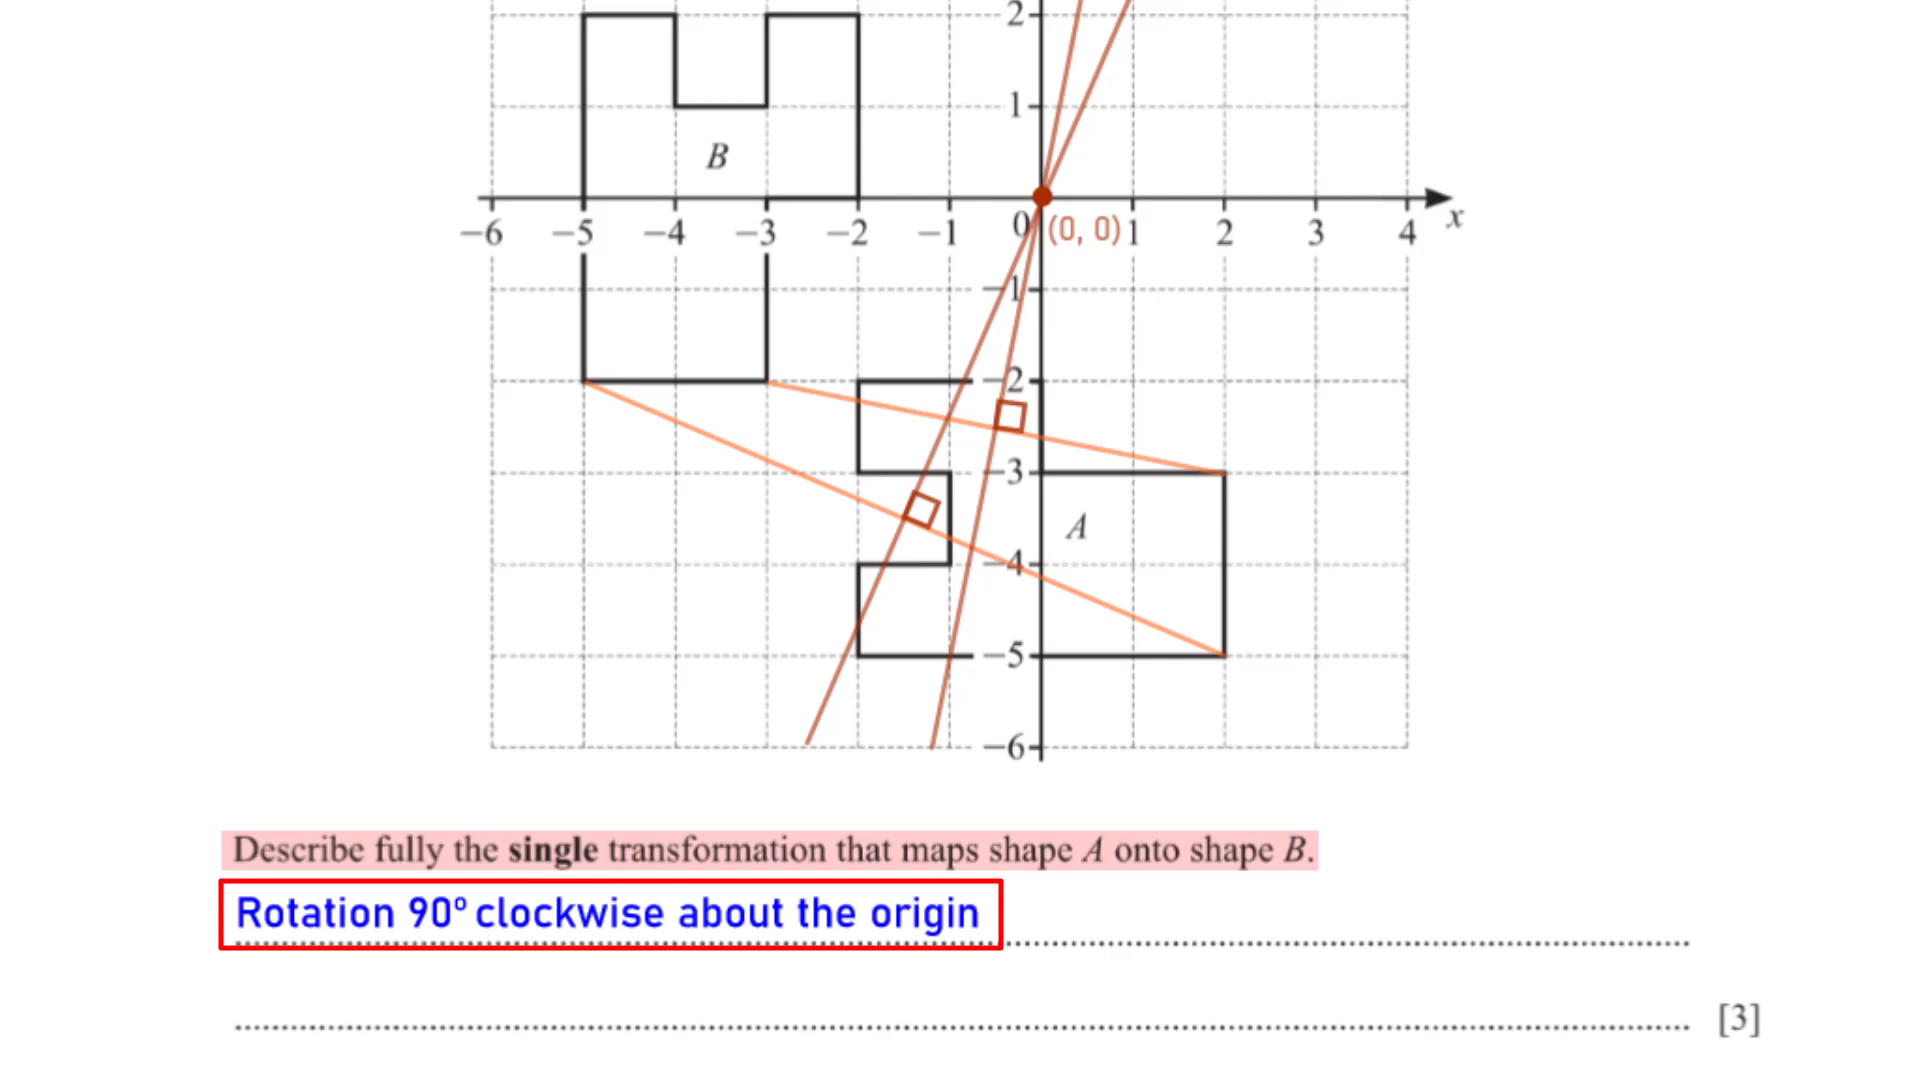 2
1
B
−6 −5 −4 −3 −2 −1 0 (0, 0) 1 2 3 4 x
−1
−2
−3
A
−4
−5
−6
Describe fully the single transformation that maps shape A onto shape B.
Rotation 90º clockwise about the origin
[3]